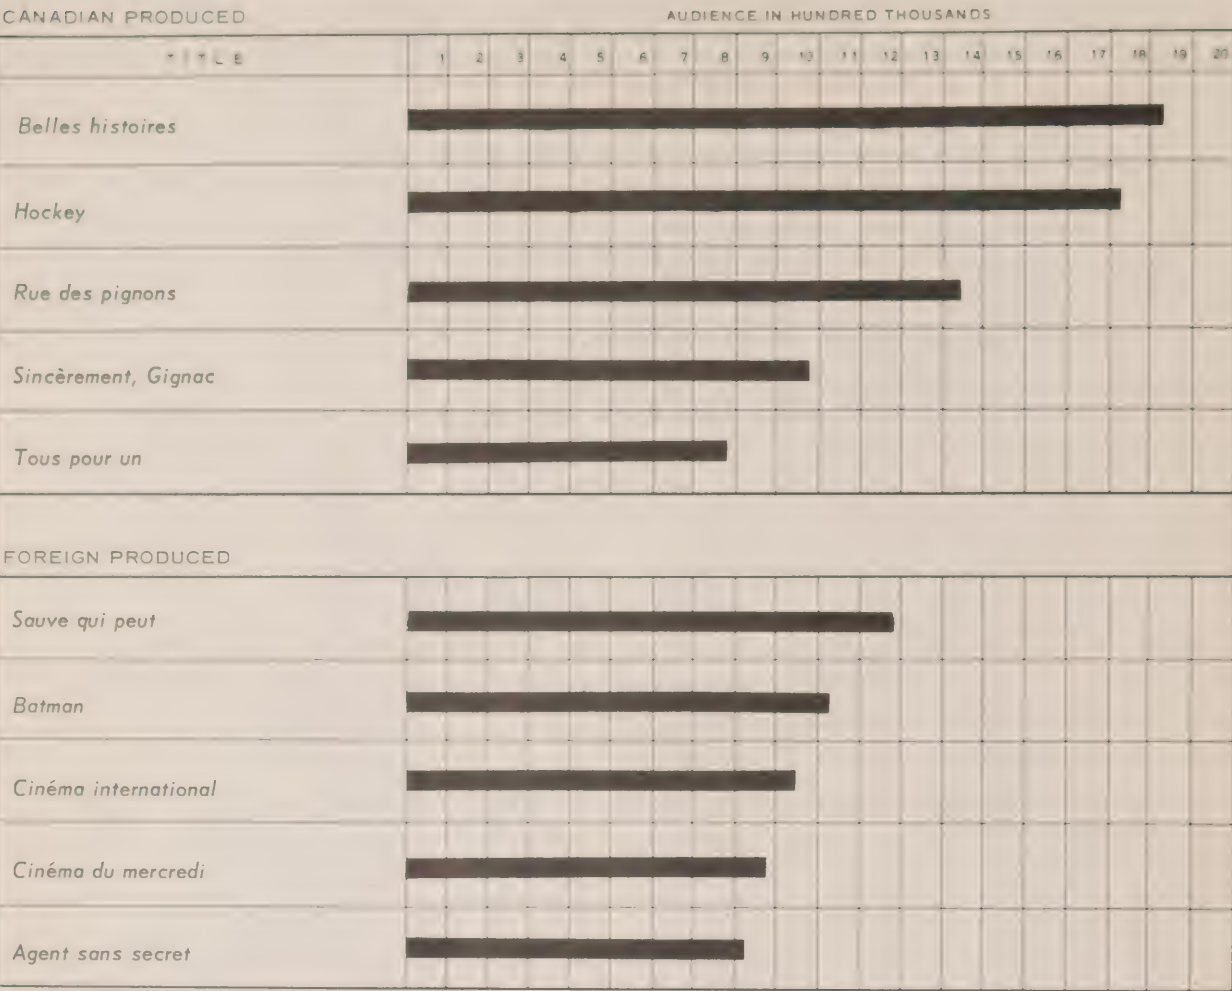 CANADIAN PRODUCED AUDIENCE IN HUNDRED THOUSANDS
TITLE 1 2 3 4 5 6 7 8 9 10 11 12 13 14 15 16 17 18 19 20
Belles histoires
Hockey
Rue des pignons
Sincèrement, Gignac
Tous pour un
FOREIGN PRODUCED
Sauve qui peut
Batman
Cinéma international
Cinéma du mercredi
Agent sans secret